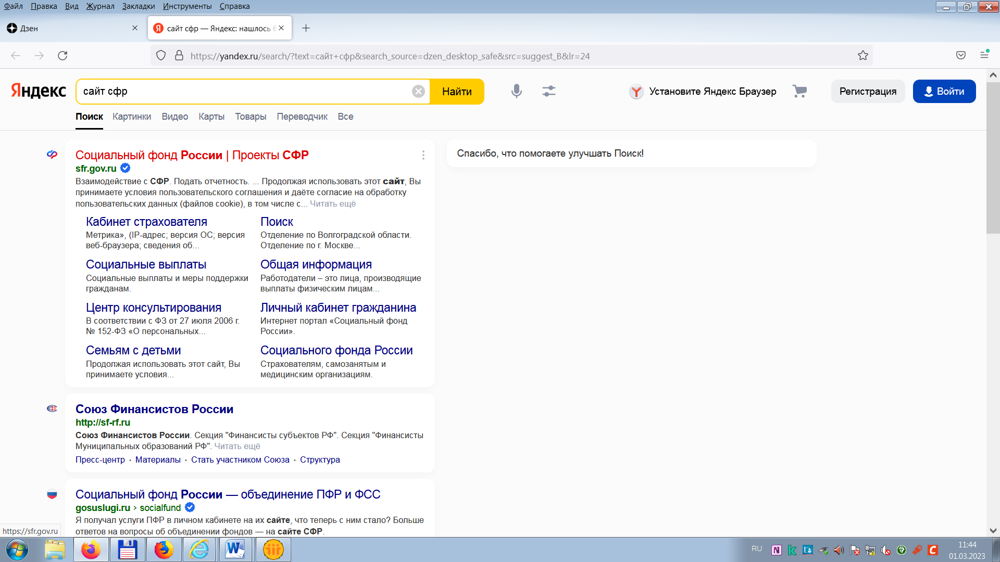 Файл Правка Вид Журнал Закладки Инструменты Справка
Дзен
сайт сфр — Яндекс: нашлось
https://yandex.ru/search/?text=сайт+сфр&search_source=dzen_desktop_safe&src=suggest_B&lr=24
Яндекс
сайт сфр
Найти
Установите Яндекс Браузер
Регистрация
Войти
Поиск Картинки Видео Карты Товары Переводчик Все
Социальный фонд России | Проекты СФР
sfr.gov.ru
Взаимодействие с СФР. Подать отчетность. ... Продолжая использовать этот сайт, Вы
принимаете условия пользовательского соглашения и даёте согласие на обработку
пользовательских данных (файлов cookie), в том числе с... Читать ещё
Кабинет страхователя
Метрика», (IP-адрес; версия ОС; версия
веб-браузера; сведения об...
Поиск
Отделение по Волгоградской области.
Отделение по г. Москве...
Социальные выплаты
Социальные выплаты и меры поддержки
гражданам.
Общая информация
Работодатели – это лица, производящие
выплаты физическим лицам...
Центр консультирования
В соответствии с ФЗ от 27 июля 2006 г.
№ 152-ФЗ «О персональных...
Личный кабинет гражданина
Интернет портал «Социальный фонд
России».
Семьям с детьми
Продолжая использовать этот сайт, Вы
принимаете условия...
Социального фонда России
Страхователям, самозанятым и
медицинским организациям.
Спасибо, что помогаете улучшать Поиск!
Союз Финансистов России
http://sf-rf.ru
Союз Финансистов России. Секция "Финансисты субъектов РФ". Секция "Финансисты
Муниципальных образований РФ". Читать ещё
Пресс-центр · Материалы · Стать участником Союза · Структура
Социальный фонд России — объединение ПФР и ФСС
gosuslugi.ru › socialfund
Я получал услуги ПФР в личном кабинете на их сайте, что теперь с ним стало? Больше
ответов на вопросы об объединении фондов — на сайте СФР.
https://sfr.gov.ru
RU
11:44
01.03.2023